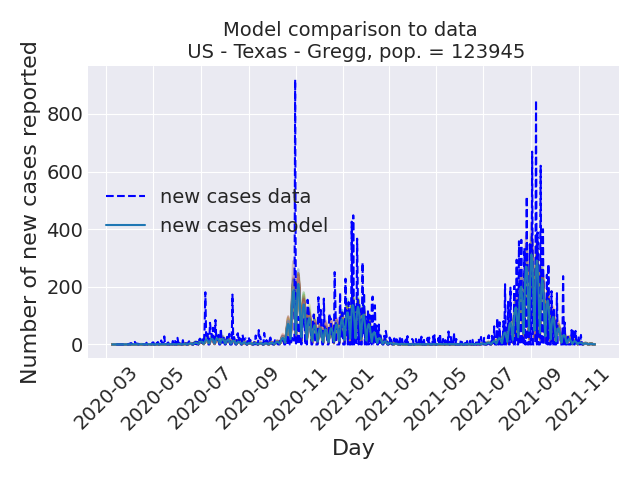 Model comparison to data
US - Texas - Gregg, pop. = 123945
Number of new cases reported
800
600
400
200
0
new cases data
new cases model
2020-03
2020-05
2020-07
2020-09
2020-11
2021-01
2021-03
2021-05
2021-07
2021-09
2021-11
Day